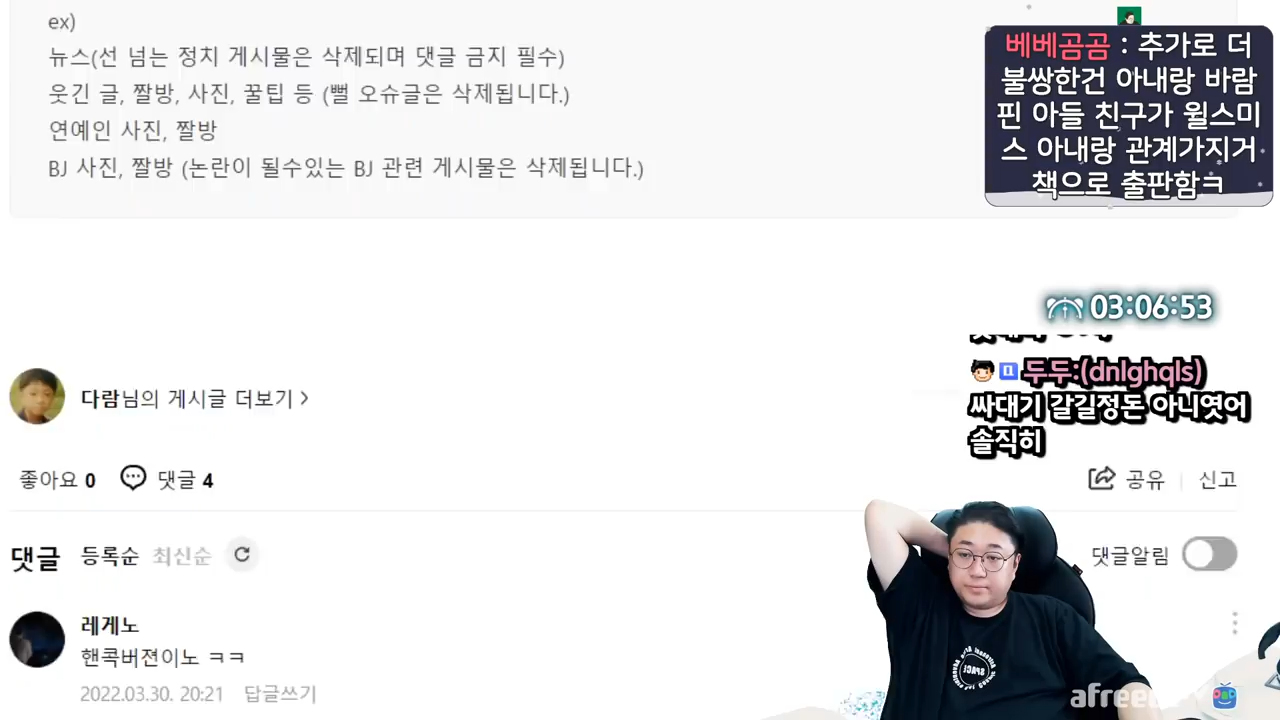 ex)
뉴스(선 넘는 정치 게시물은 삭제되며 댓글 금지 필수)
웃긴 글, 짤방, 사진, 꿀팁 등 (뻘 오슈글은 삭제됩니다.)
연예인 사진, 짤방
BJ 사진, 짤방 (논란이 될수있는 BJ 관련 게시물은 삭제됩니다.)
베베곰곰 : 추가로 더
불쌍한건 아내랑 바람
핀 아들 친구가 윌스미
스 아내랑 관계가지거
책으로 출판함ㅋ
03:06:53
두두:(dnlghqls)
싸대기 갈길정돈 아니엿어
솔직히
다람님의 게시글 더보기 >
좋아요 0 댓글 4
공유 신고
댓글 등록순 최신순
댓글알림
레게노
핸콕버젼이노 ㅋㅋ
2022.03.30. 20:21 답글쓰기
SPACE